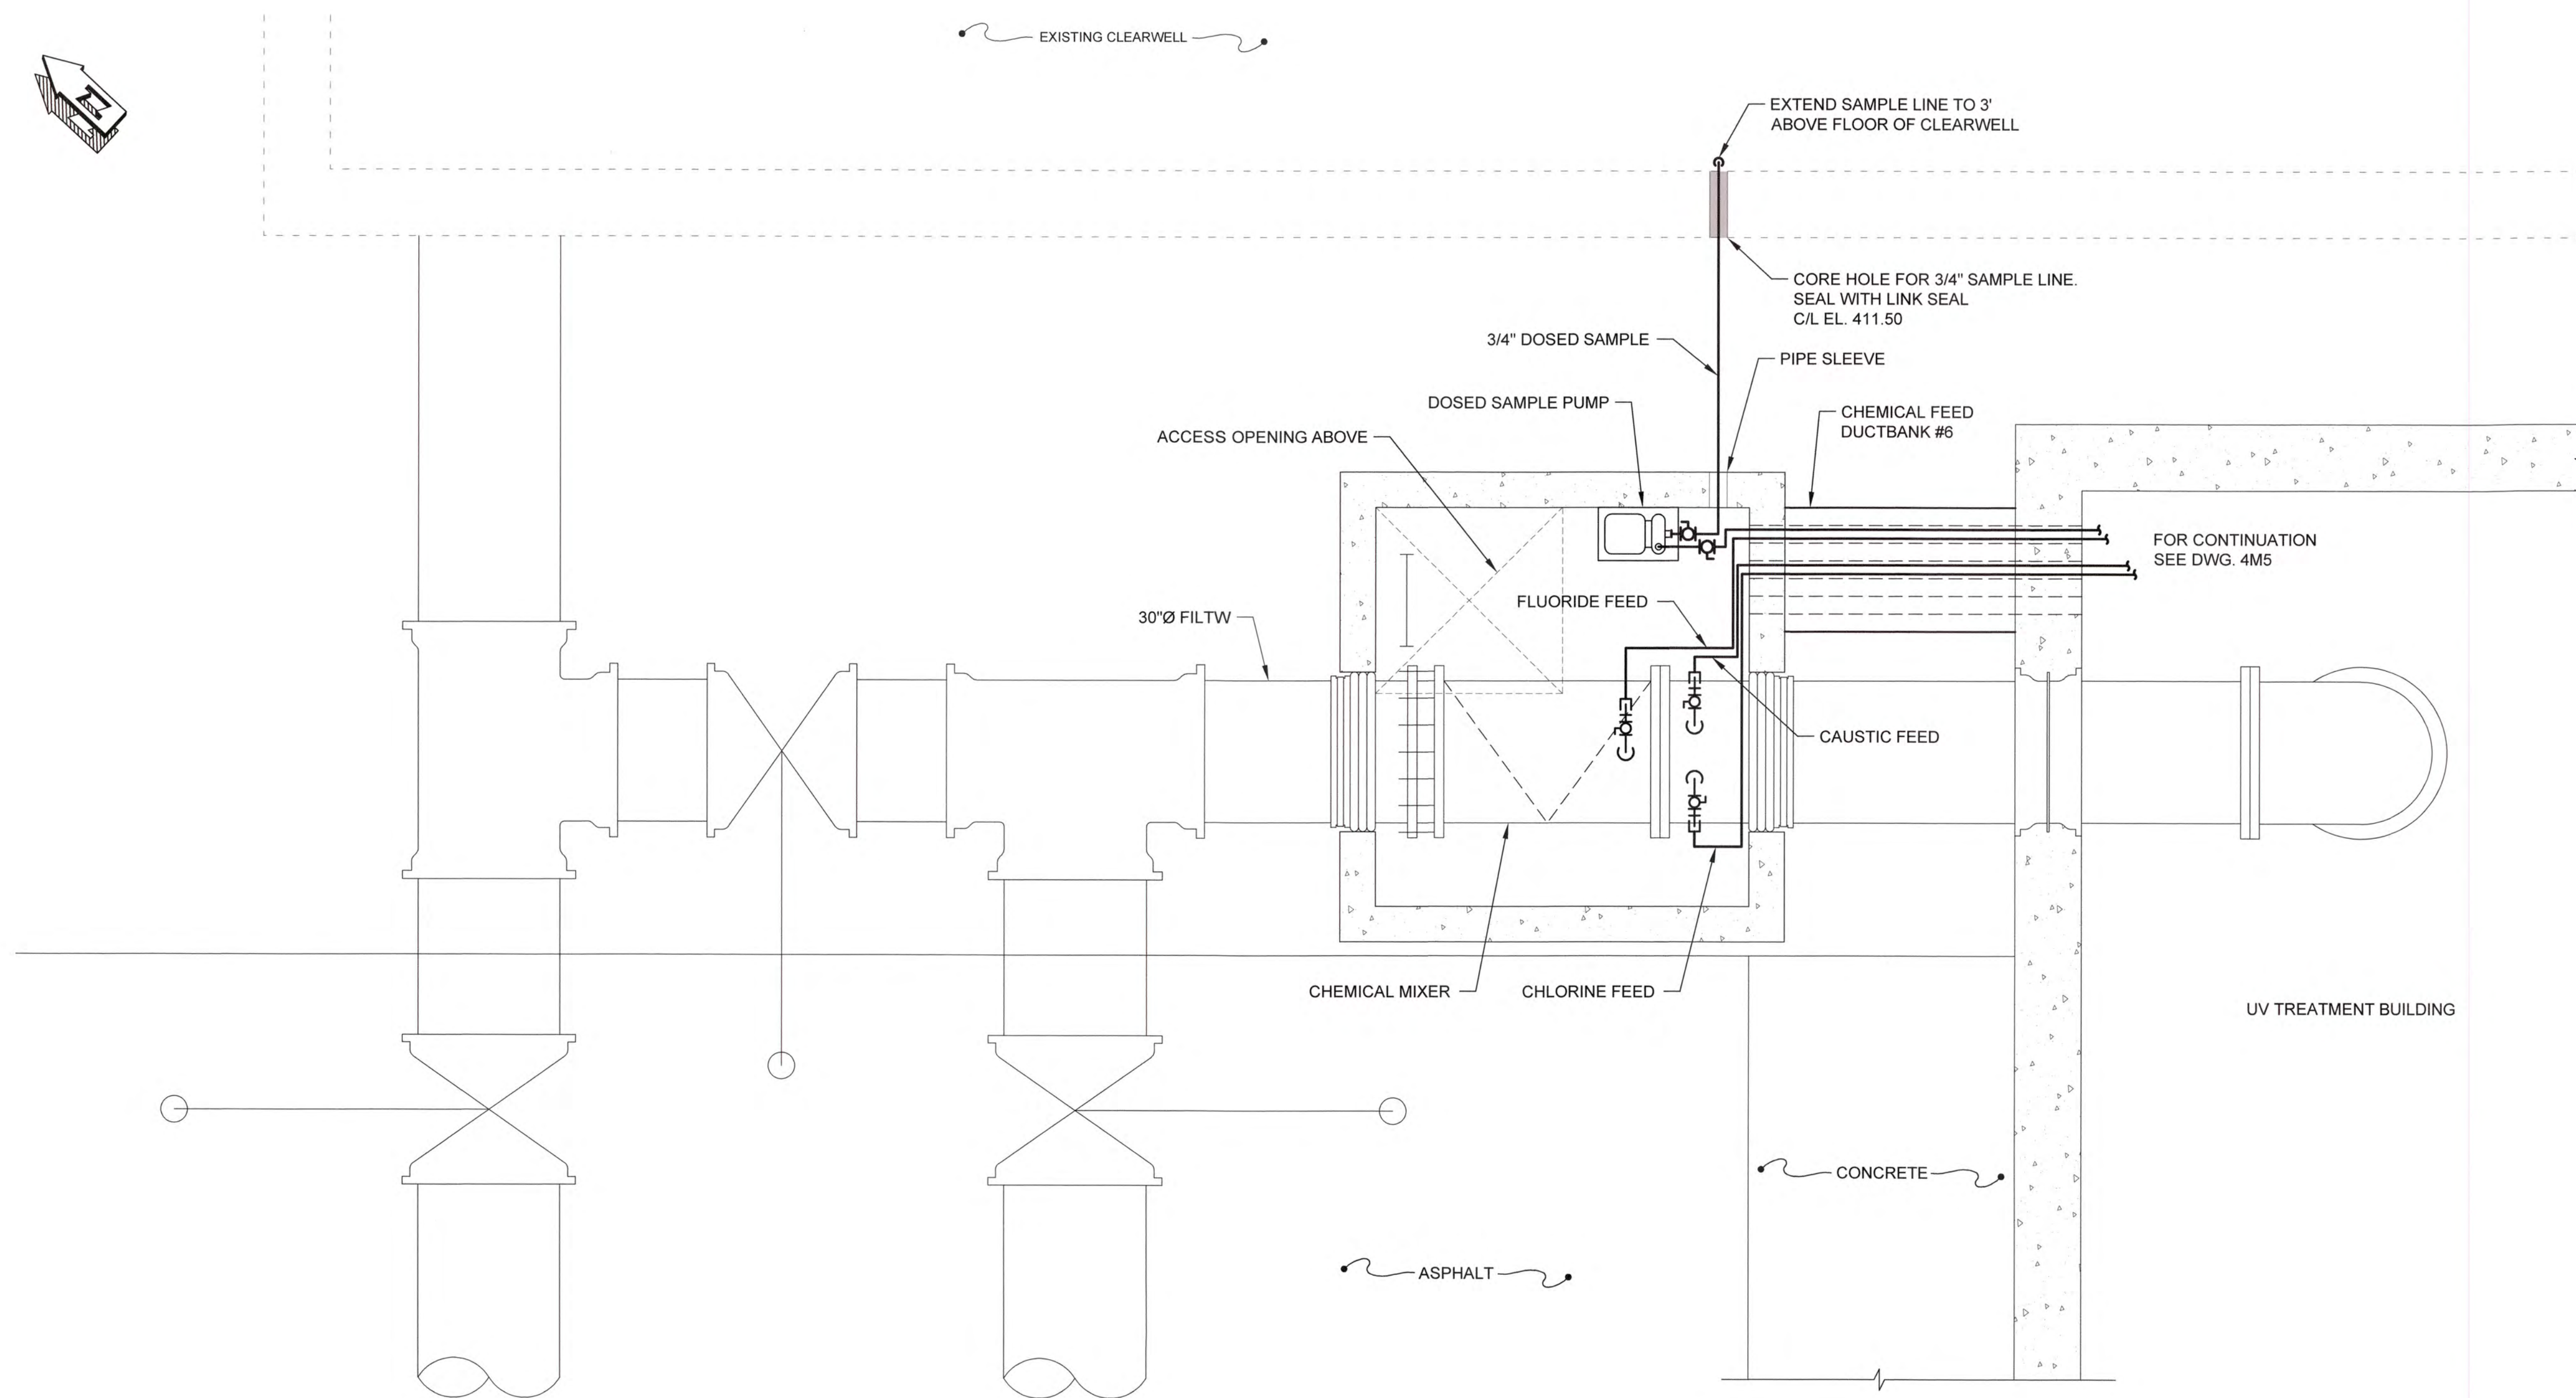 EXISTING CLEARWELL
N
EXTEND SAMPLE LINE TO 3'
ABOVE FLOOR OF CLEARWELL
CORE HOLE FOR 3/4" SAMPLE LINE.
SEAL WITH LINK SEAL
C/L EL. 411.50
3/4" DOSED SAMPLE
PIPE SLEEVE
DOSED SAMPLE PUMP
CHEMICAL FEED
DUCTBANK #6
ACCESS OPENING ABOVE
FOR CONTINUATION
SEE DWG. 4M5
FLUORIDE FEED
30"Ø FILTW
CAUSTIC FEED
CHEMICAL MIXER
CHLORINE FEED
UV TREATMENT BUILDING
CONCRETE
ASPHALT